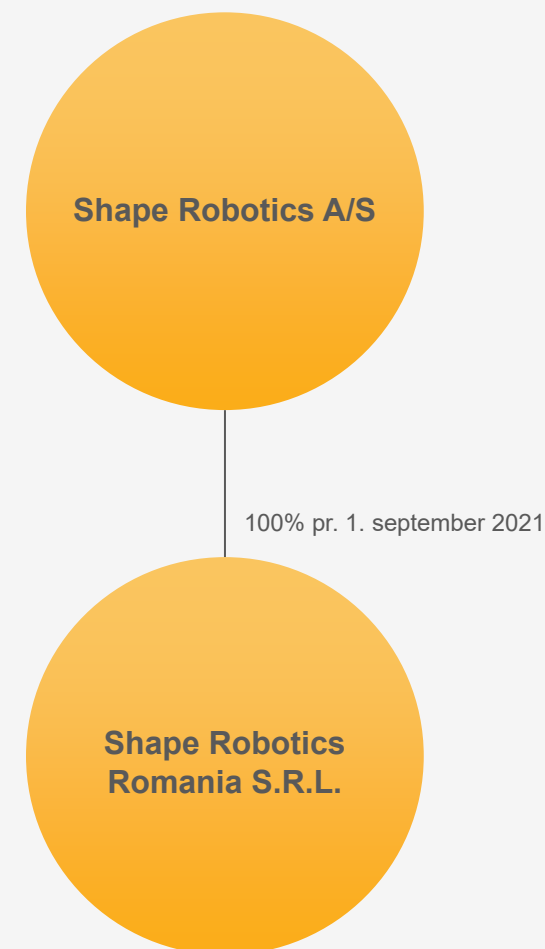 Shape Robotics A/S
100% pr. 1. september 2021
Shape Robotics
Romania S.R.L.